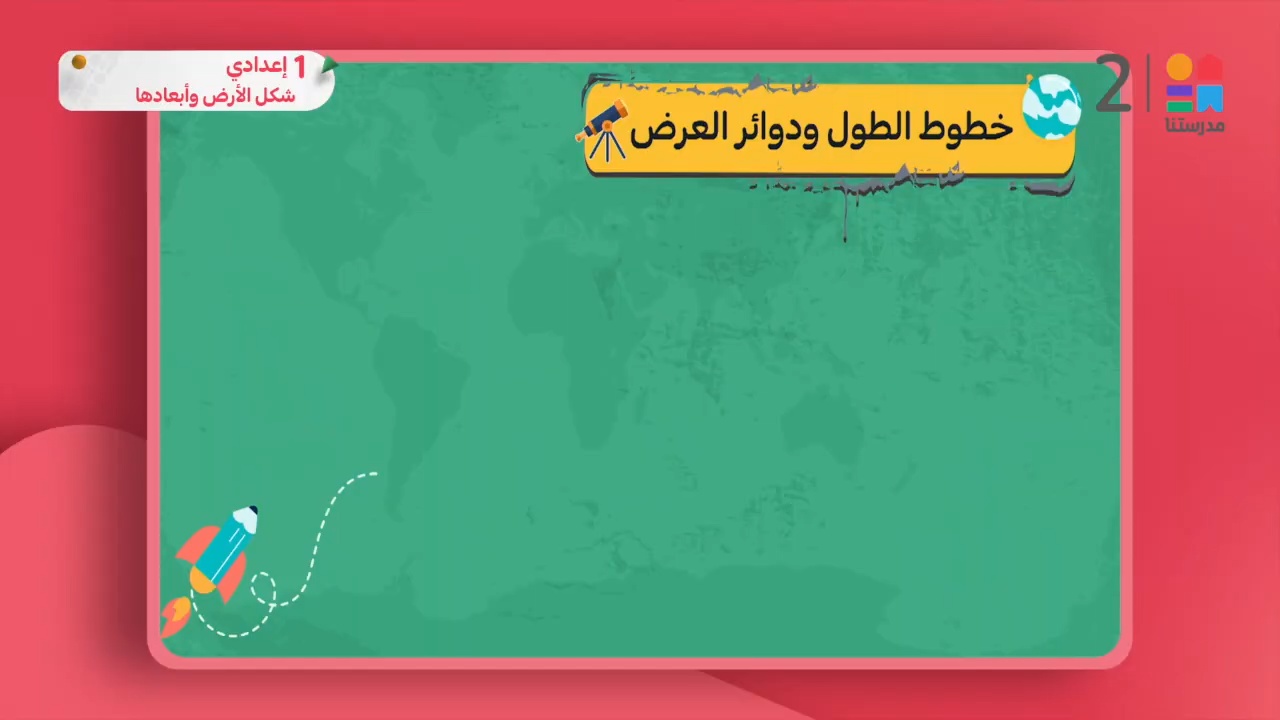 1 إعدادي
شكل الأرض وأبعادها
خطوط الطول ودوائر العرض
2
مدرستنا